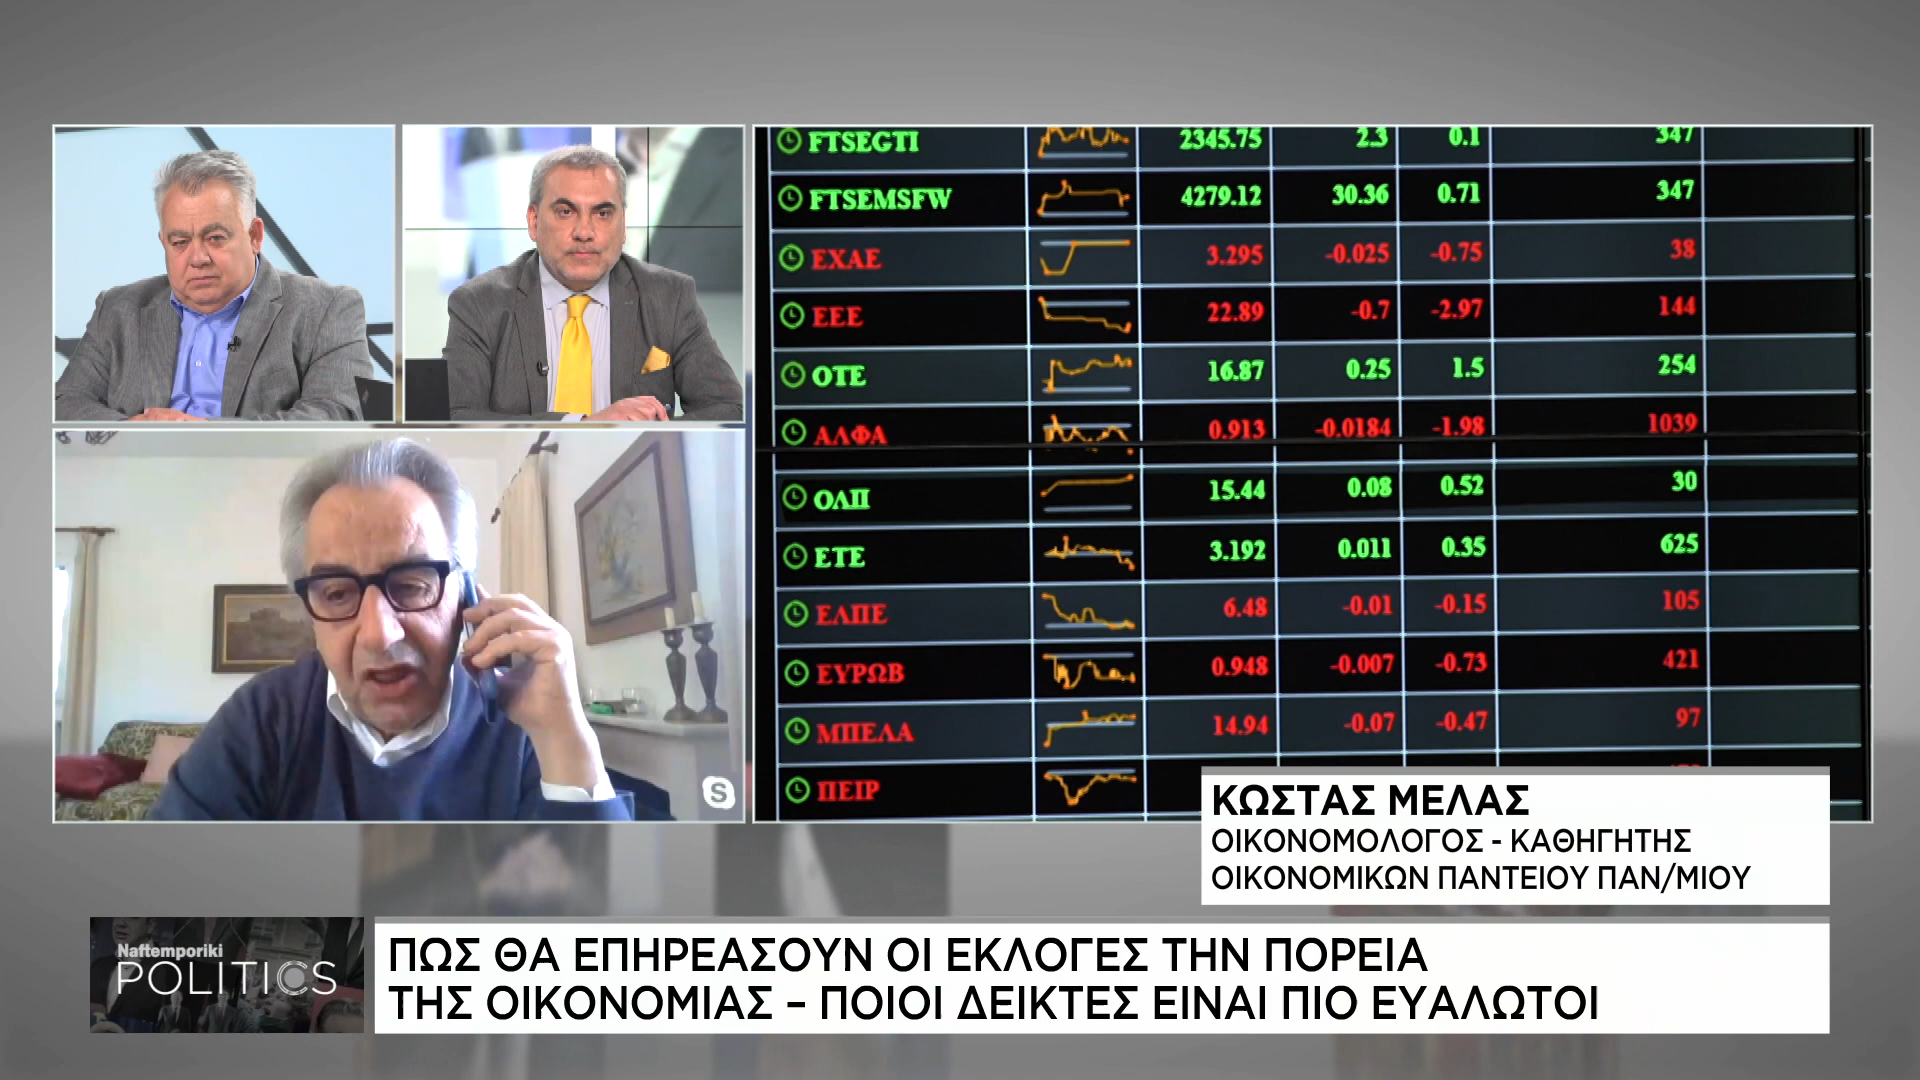 FTSEGTI 2345.75 2.3 0.1 347
FTSEMSFW 4279.12 30.36 0.71 347
ΕΧΑΕ 3.295 -0.025 -0.75 38
ΕΕΕ 22.89 -0.7 -2.97 144
ΟΤΕ 16.87 0.25 1.5 254
ΑΛΦΑ 0.913 -0.0184 -1.98 1039
ΟΛΠ 15.44 0.08 0.52 30
ΕΤΕ 3.192 0.011 0.35 625
ΕΛΠΕ 6.48 -0.01 -0.15 105
ΕΥΡΩΒ 0.948 -0.007 -0.73 421
ΜΠΕΛΑ 14.94 -0.07 -0.47 97
ΠΕΙΡ
S
ΚΩΣΤΑΣ ΜΕΛΑΣ
ΟΙΚΟΝΟΜΟΛΟΓΟΣ - ΚΑΘΗΓΗΤΗΣ
ΟΙΚΟΝΟΜΙΚΩΝ ΠΑΝΤΕΙΟΥ ΠΑΝ/ΜΙΟΥ
Naftemporiki
POLITICS
ΠΩΣ ΘΑ ΕΠΗΡΕΑΣΟΥΝ ΟΙ ΕΚΛΟΓΕΣ ΤΗΝ ΠΟΡΕΙΑ
ΤΗΣ ΟΙΚΟΝΟΜΙΑΣ – ΠΟΙΟΙ ΔΕΙΚΤΕΣ ΕΙΝΑΙ ΠΙΟ ΕΥΑΛΩΤΟΙ